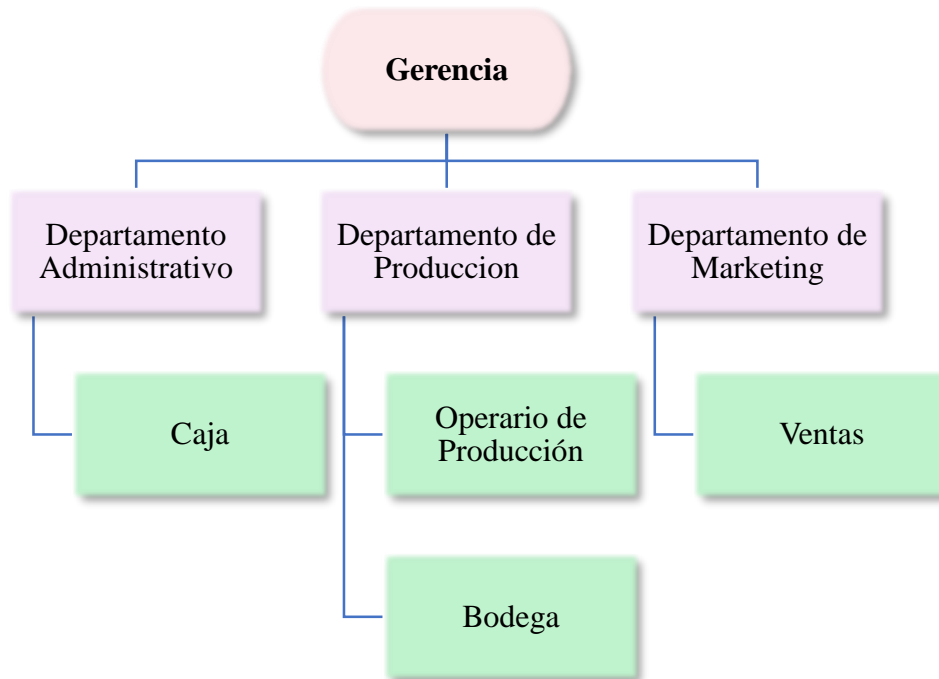 Gerencia
Departamento
Administrativo
Departamento de
Produccion
Departamento de
Marketing
Caja
Operario de
Producción
Ventas
Bodega